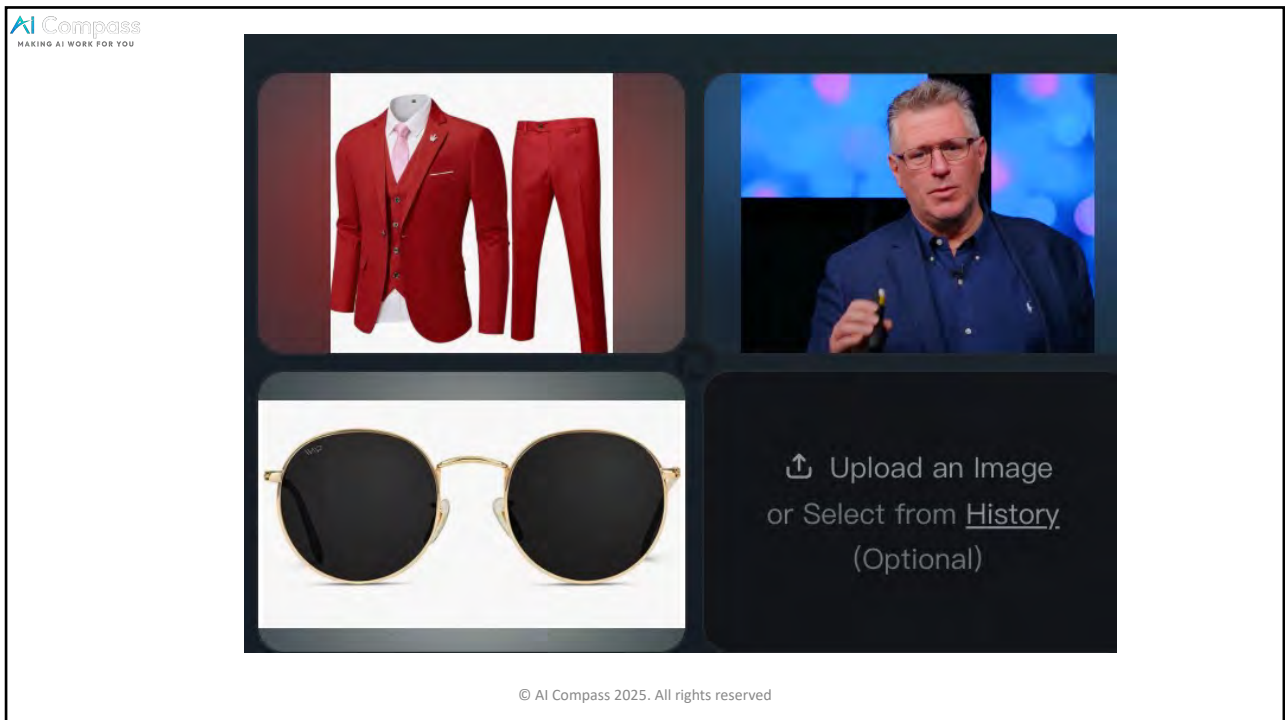 AI Compass
MAKING AI WORK FOR YOU
Upload an Image
or Select from History
(Optional)
© AI Compass 2025. All rights reserved